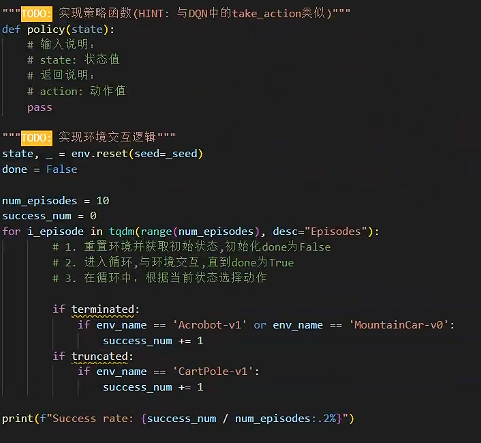 """TODO: 实现策略函数(HINT: 与DQN中的take_action类似)"""
def policy(state):
    # 输入说明:
    # state: 状态值
    # 返回说明:
    # action: 动作值
    pass

"""TODO: 实现环境交互逻辑"""
state, _ = env.reset(seed=_seed)
done = False

num_episodes = 10
success_num = 0
for i_episode in tqdm(range(num_episodes), desc="Episodes"):
        # 1. 重置环境并获取初始状态,初始化done为False
        # 2. 进入循环,与环境交互,直到done为True
        # 3. 在循环中, 根据当前状态选择动作

        if terminated:
            if env_name == 'Acrobot-v1' or env_name == 'MountainCar-v0':
                success_num += 1
        if truncated:
            if env_name == 'CartPole-v1':
                success_num += 1

print(f"Success rate: {success_num / num_episodes:.2%}")